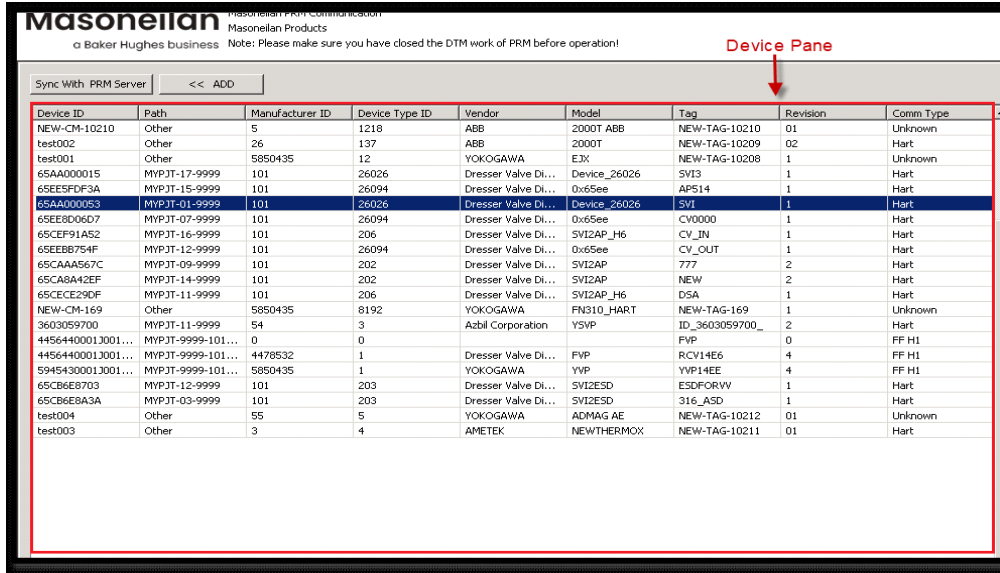 Masoneilan
Masoneilan PRM Communication
Masoneilan Products
a Baker Hughes business Note: Please make sure you have closed the DTM work of PRM before operation!
Device Pane
Sync With PRM Server << ADD
Device ID Path Manufacturer ID Device Type ID Vendor Model Tag Revision Comm Type
NEW-CM-10210 Other 5 1218 ABB 2000T ABB NEW-TAG-10210 01 Unknown
test002 Other 26 137 ABB 2000T NEW-TAG-10209 02 Hart
test001 Other 5850435 12 YOKOGAWA EJX NEW-TAG-10208 1 Unknown
65AA000015 MYPJT-17-9999 101 26026 Dresser Valve Di... Device_26026 SVI3 1 Hart
65EE5FDF3A MYPJT-15-9999 101 26094 Dresser Valve Di... 0x65ee AP514 1 Hart
65AA000053 MYPJT-01-9999 101 26026 Dresser Valve Di... Device_26026 SVI 1 Hart
65EE8D06D7 MYPJT-07-9999 101 26094 Dresser Valve Di... 0x65ee CV0000 1 Hart
65CEF91A52 MYPJT-16-9999 101 206 Dresser Valve Di... SVI2AP_H6 CV_IN 1 Hart
65EEBB754F MYPJT-12-9999 101 26094 Dresser Valve Di... 0x65ee CV_OUT 1 Hart
65CAAA567C MYPJT-09-9999 101 202 Dresser Valve Di... SVI2AP 777 2 Hart
65CA8A42EF MYPJT-14-9999 101 202 Dresser Valve Di... SVI2AP NEW 2 Hart
65CECE29DF MYPJT-11-9999 101 206 Dresser Valve Di... SVI2AP_H6 DSA 1 Hart
NEW-CM-169 Other 5850435 8192 YOKOGAWA FN310_HART NEW-TAG-169 1 Unknown
3603059700 MYPJT-11-9999 54 3 Azbil Corporation YSVP ID_3603059700_ 2 Hart
4456440001J001... MYPJT-9999-101... 0 0 FVP 0 FF H1
4456440001J001... MYPJT-9999-101... 4478532 1 Dresser Valve Di... FVP RCV14E6 4 FF H1
5945430001J001... MYPJT-9999-101... 5850435 1 YOKOGAWA YVP YVP14EE 4 FF H1
65CB6E8703 MYPJT-12-9999 101 203 Dresser Valve Di... SVI2ESD ESDFORVV 1 Hart
65CB6E8A3A MYPJT-03-9999 101 203 Dresser Valve Di... SVI2ESD 316_ASD 1 Hart
test004 Other 55 5 YOKOGAWA ADMAG AE NEW-TAG-10212 01 Unknown
test003 Other 3 4 AMETEK NEWTHERMOX NEW-TAG-10211 01 Hart